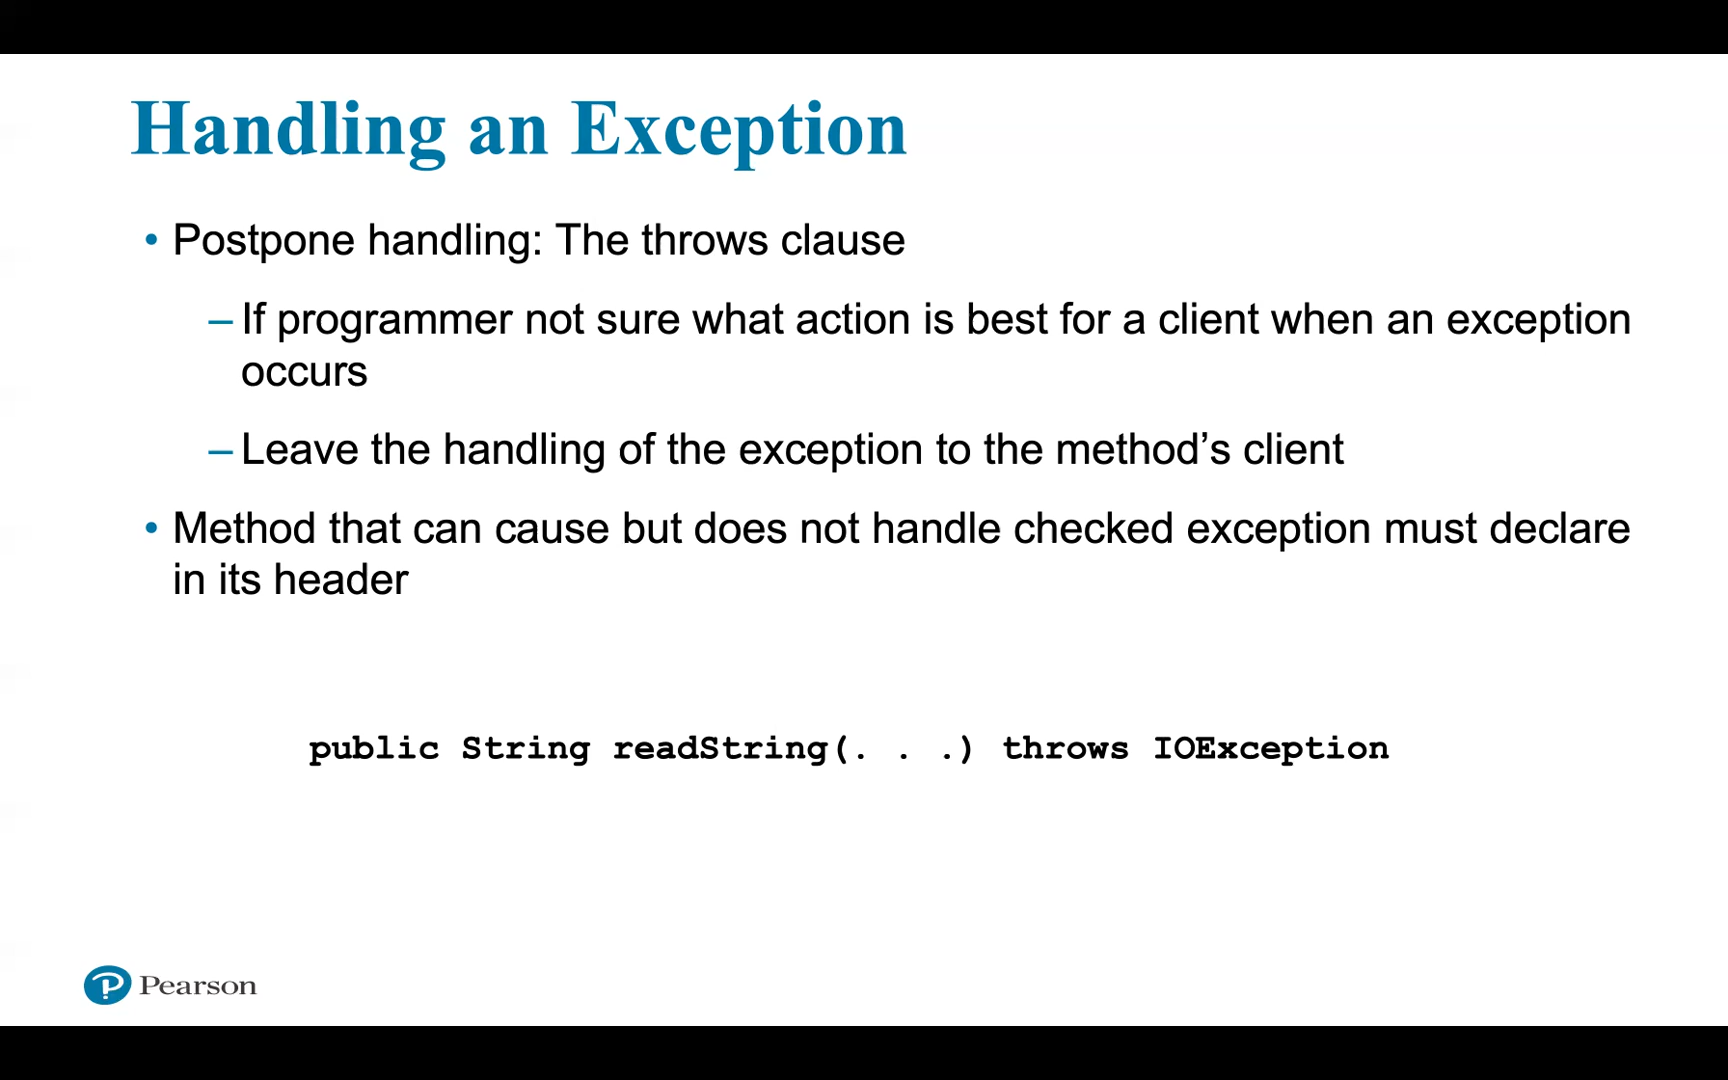 Handling an Exception
• Postpone handling: The throws clause
– If programmer not sure what action is best for a client when an exception
occurs
– Leave the handling of the exception to the method’s client
• Method that can cause but does not handle checked exception must declare
in its header
public String readString(. . .) throws IOException
Pearson